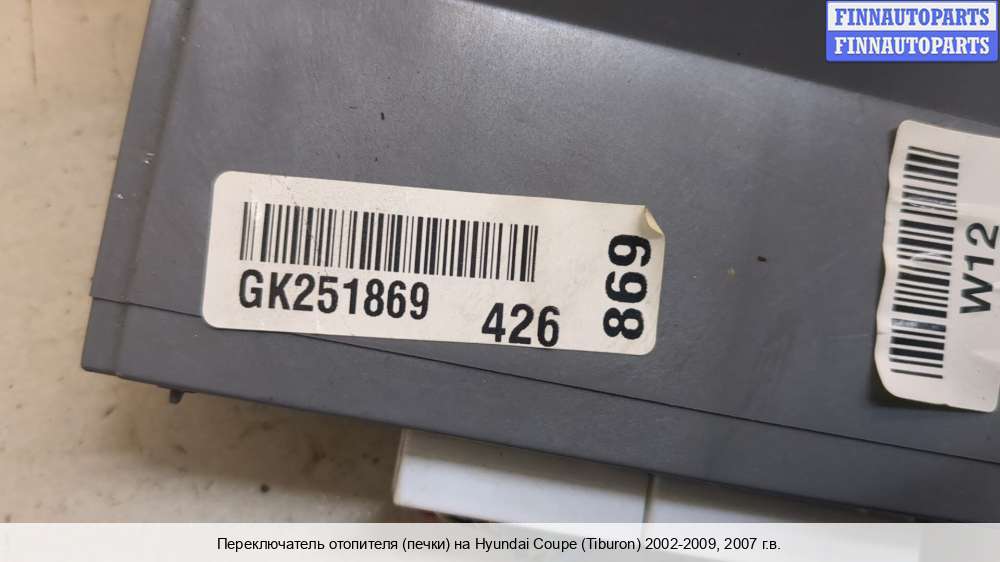 FINNAUTOPARTS
FINNAUTOPARTS
GK251869
426
869
W12
Переключатель отопителя (печки) на Hyundai Coupe (Tiburon) 2002-2009, 2007 г.в.